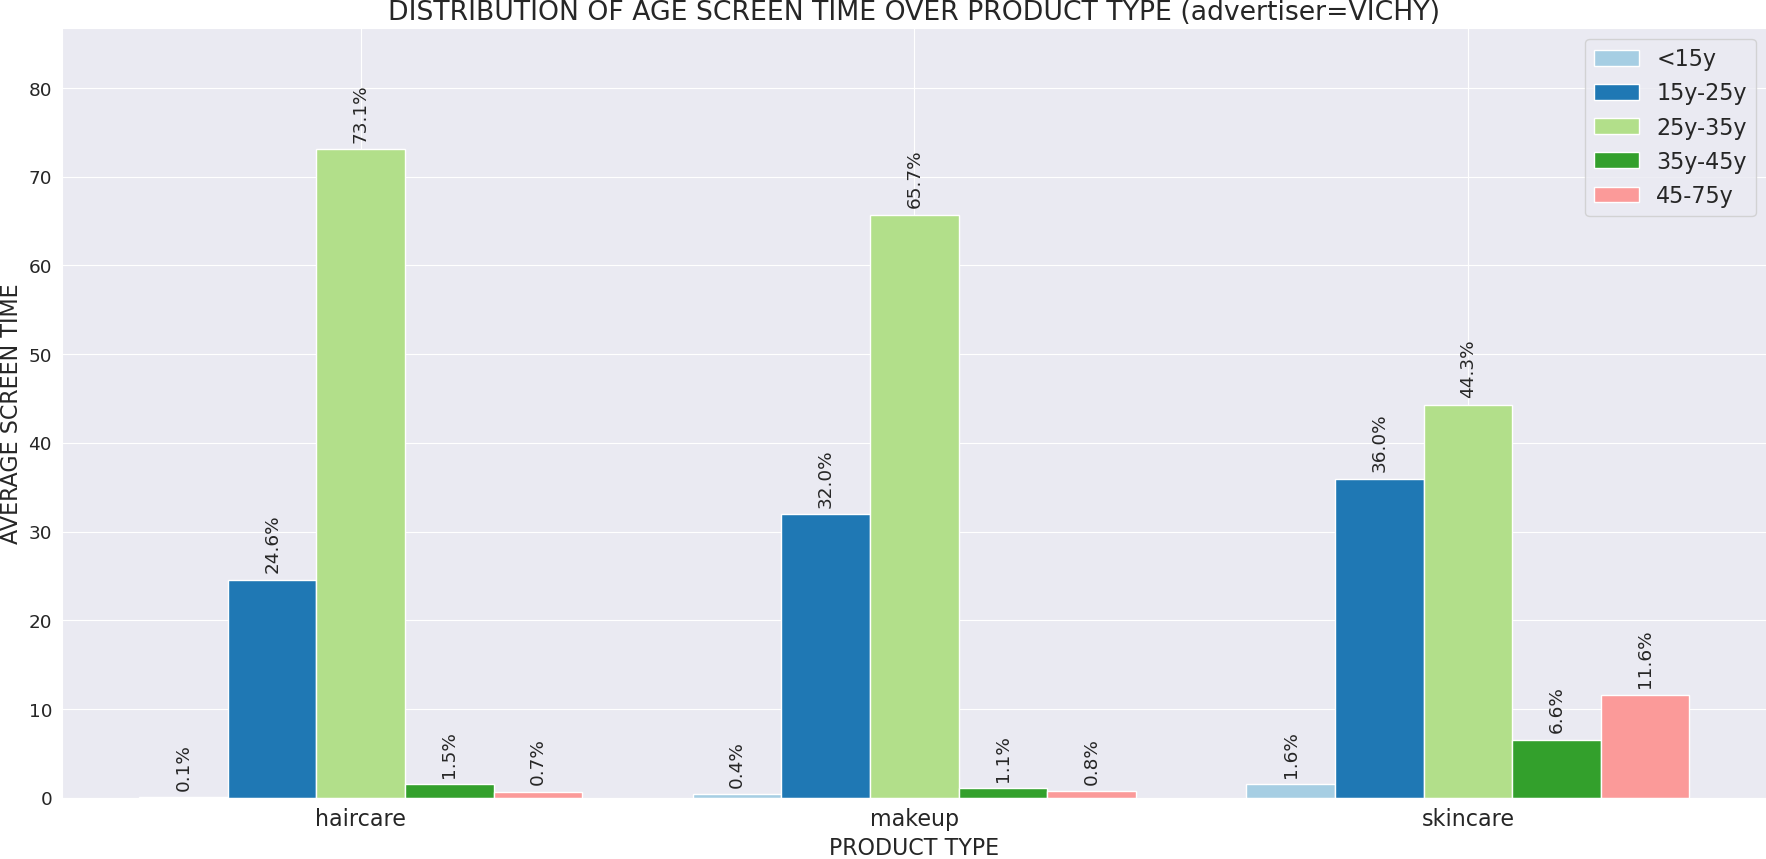 DISTRIBUTION OF AGE SCREEN TIME OVER PRODUCT TYPE (advertiser=VICHY)
<15y
15y-25y
25y-35y
35y-45y
45-75y
AVERAGE SCREEN TIME
80
70
60
50
40
30
20
10
0
0.1%
24.6%
73.1%
1.5%
0.7%
0.4%
32.0%
65.7%
1.1%
0.8%
1.6%
36.0%
44.3%
6.6%
11.6%
haircare
makeup
skincare
PRODUCT TYPE